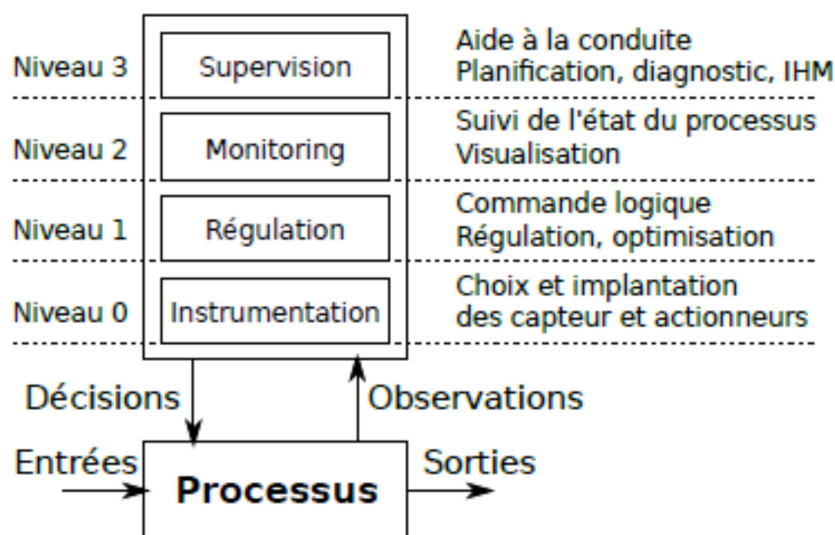 Niveau 3
Supervision
Aide à la conduite
Planification, diagnostic, IHM
Niveau 2
Monitoring
Suivi de l'état du processus
Visualisation
Niveau 1
Régulation
Commande logique
Régulation, optimisation
Niveau 0
Instrumentation
Choix et implantation
des capteur et actionneurs
Décisions
Observations
Entrées
Processus
Sorties